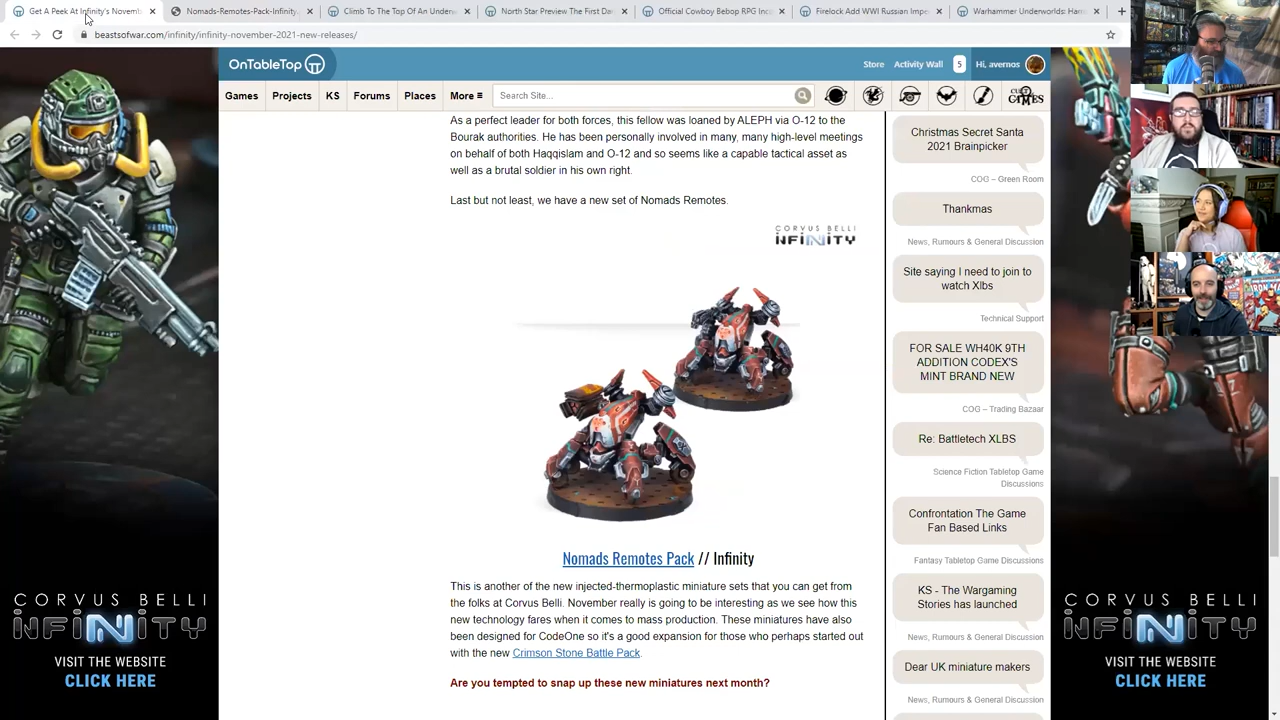 Get A Peek At Infinity's Novem
Nomads-Remotes-Pack-Infinity
Climb To The Top Of An Underw
North Star Preview The First Da
Official Cowboy Bebop RPG Inc
Firelock Add WWI Russian Impe
Warhammer Underworlds: Harr
beastsofwar.com/infinity/infinity-november-2021-new-releases/
OnTableTop
Store
Activity Wall
5
Hi, avernos
Games
Projects
KS
Forums
Places
More
Search Site...
GAMES
As a perfect leader for both forces, this fellow was loaned by ALEPH via O-12 to the
Bourak authorities. He has been personally involved in many, many high-level meetings
on behalf of both Haqqislam and O-12 and so seems like a capable tactical asset as
well as a brutal soldier in his own right.
Last but not least, we have a new set of Nomads Remotes.
CORVUS BELLI
INFINITY
Nomads Remotes Pack // Infinity
This is another of the new injected-thermoplastic miniature sets that you can get from
the folks at Corvus Belli. November really is going to be interesting as we see how this
new technology fares when it comes to mass production. These miniatures have also
been designed for CodeOne so it's a good expansion for those who perhaps started out
with the new Crimson Stone Battle Pack.
Are you tempted to snap up these new miniatures next month?
Christmas Secret Santa
2021 Brainpicker
COG – Green Room
Thankmas
News, Rumours & General Discussion
Site saying I need to join to
watch Xlbs
Technical Support
FOR SALE WH40K 9TH
ADDITION CODEX'S
MINT BRAND NEW
COG – Trading Bazaar
Re: Battletech XLBS
Science Fiction Tabletop Game
Discussions
Confrontation The Game
Fan Based Links
Fantasy Tabletop Game Discussions
KS - The Wargaming
Stories has launched
News, Rumours & General Discussion
Dear UK miniature makers
News, Rumours & General Discussion
CORVUS BELLI
INFINITY
VISIT THE WEBSITE
CLICK HERE
CORVUS BELLI
INFINITY
VISIT THE WEBSITE
CLICK HERE